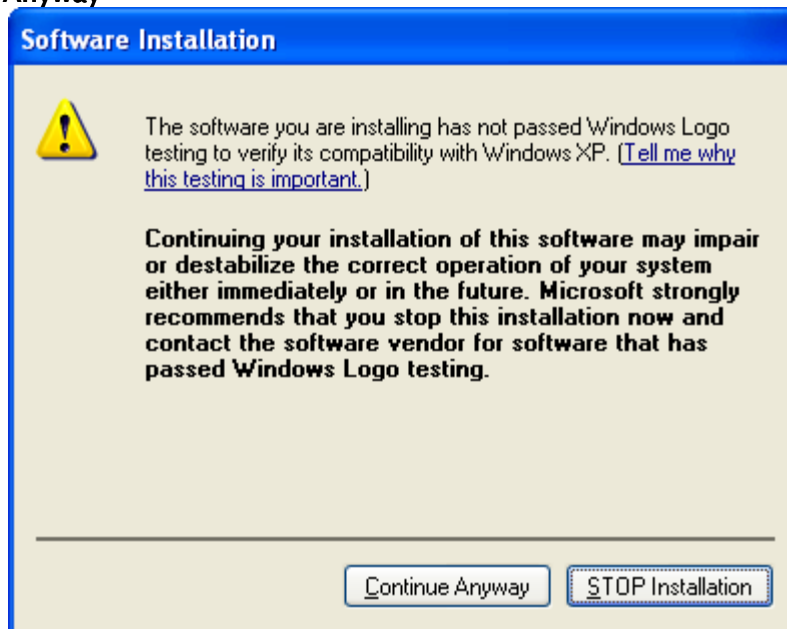 Anyway
Software Installation
The software you are installing has not passed Windows Logo
testing to verify its compatibility with Windows XP. (Tell me why
this testing is important.)
Continuing your installation of this software may impair
or destabilize the correct operation of your system
either immediately or in the future. Microsoft strongly
recommends that you stop this installation now and
contact the software vendor for software that has
passed Windows Logo testing.
Continue Anyway
STOP Installation